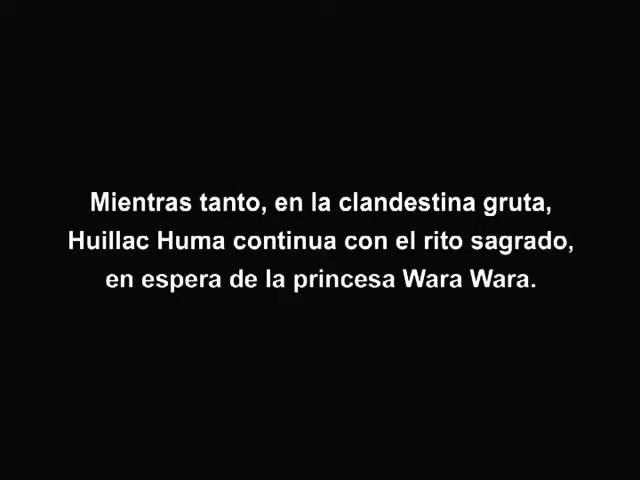 Mientras tanto, en la clandestina gruta,
Huillac Huma continua con el rito sagrado,
en espera de la princesa Wara Wara.